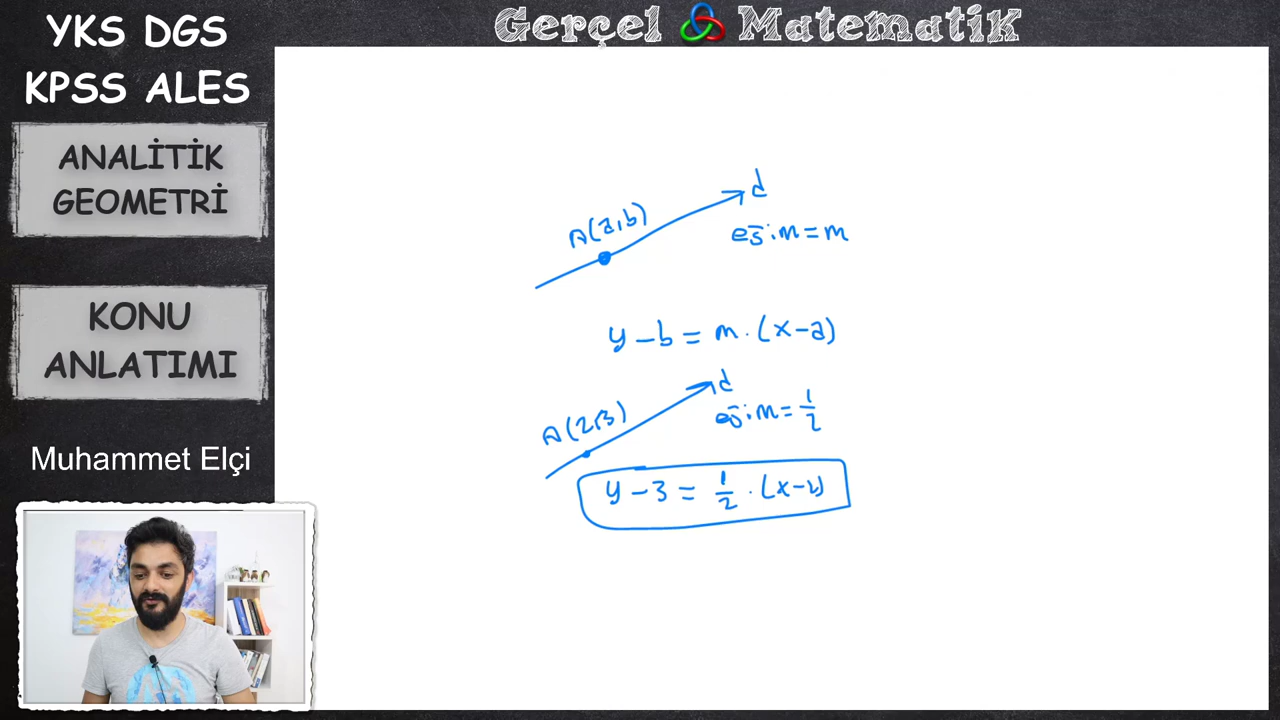 YKS DGS
KPSS ALES
ANALİTİK
GEOMETRİ
KONU
ANLATIMI
Muhammet Elçi
Gerçel Matematik
d
A(a,b)
eğim=m
y-b=m.(x-a)
d
A(2,3)
eğim=1/2
y-3=1/2.(x-2)